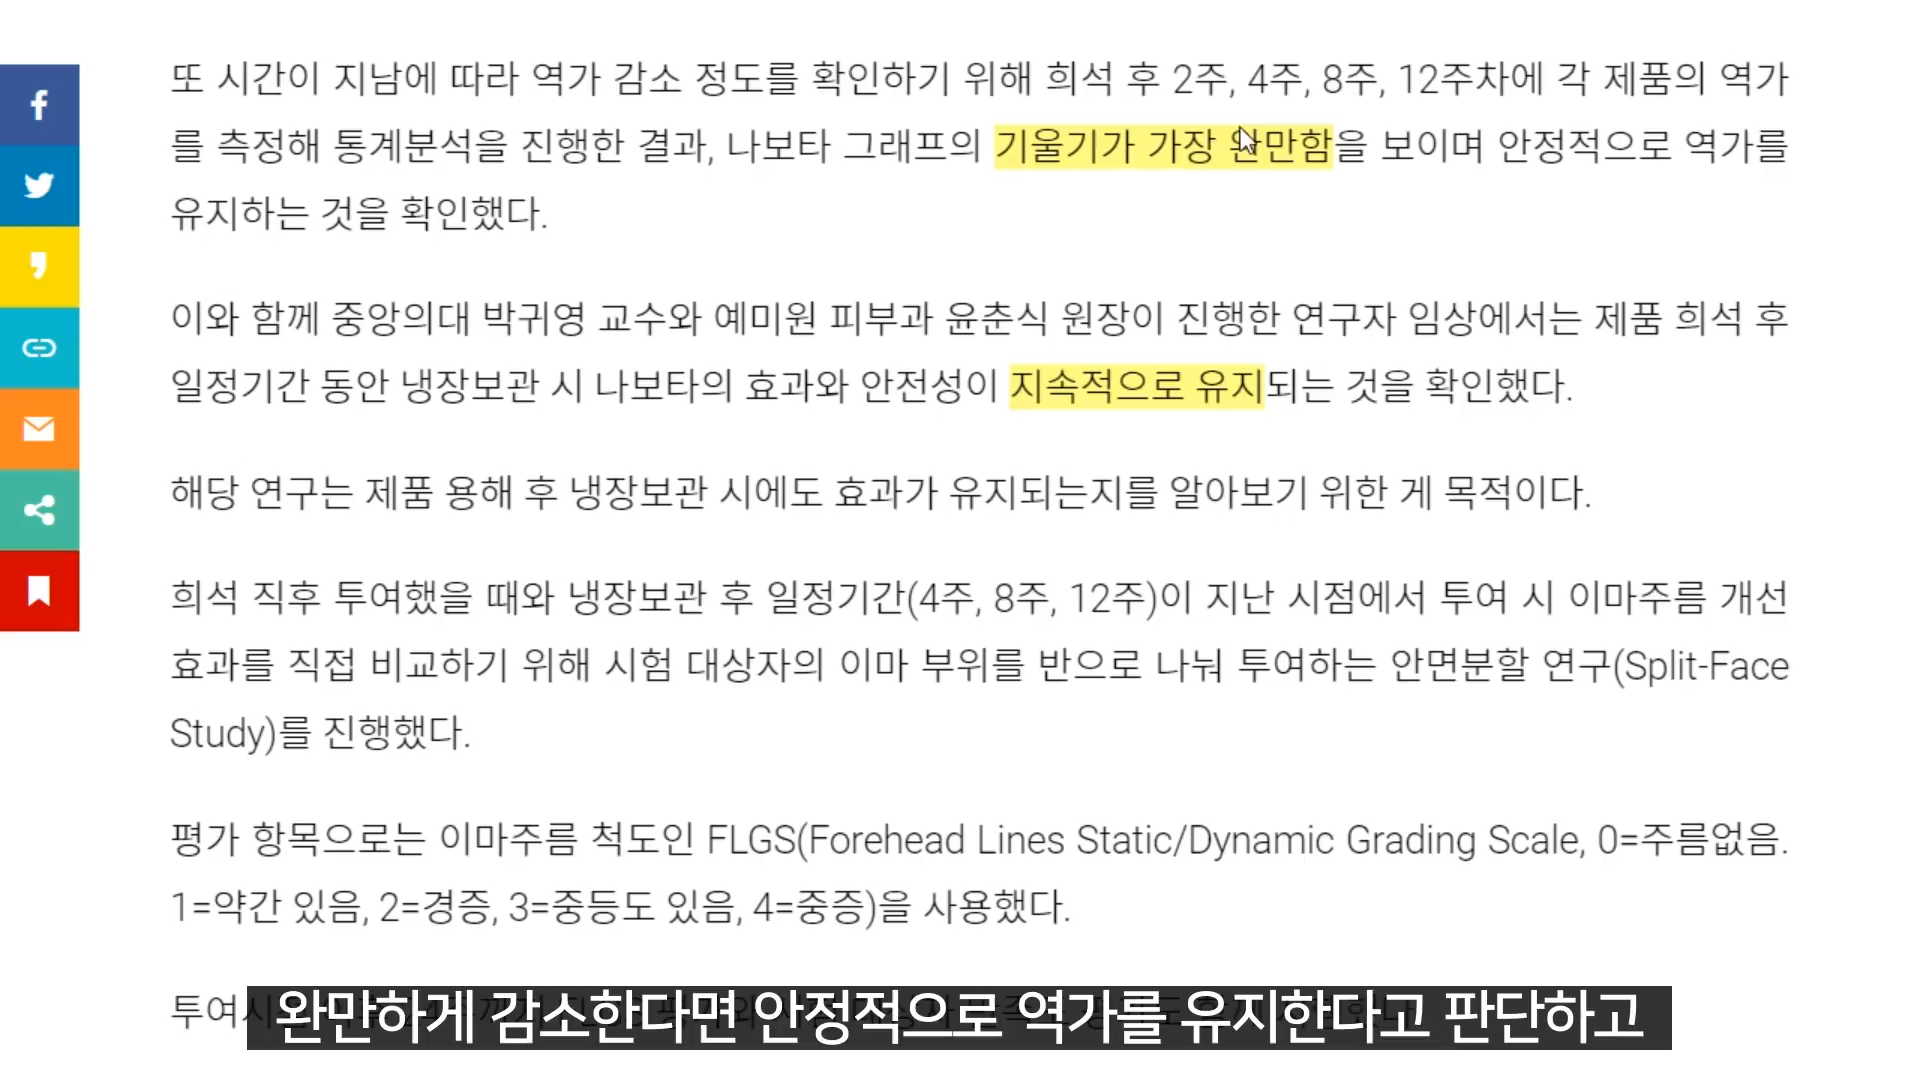 또 시간이 지남에 따라 역가 감소 정도를 확인하기 위해 희석 후 2주, 4주, 8주, 12주차에 각 제품의 역가
를 측정해 통계분석을 진행한 결과, 나보타 그래프의 기울기가 가장 완만함을 보이며 안정적으로 역가를
유지하는 것을 확인했다.
이와 함께 중앙의대 박귀영 교수와 예미원 피부과 윤춘식 원장이 진행한 연구자 임상에서는 제품 희석 후
일정기간 동안 냉장보관 시 나보타의 효과와 안전성이 지속적으로 유지되는 것을 확인했다.
해당 연구는 제품 용해 후 냉장보관 시에도 효과가 유지되는지를 알아보기 위한 게 목적이다.
희석 직후 투여했을 때와 냉장보관 후 일정기간(4주, 8주, 12주)이 지난 시점에서 투여 시 이마주름 개선
효과를 직접 비교하기 위해 시험 대상자의 이마 부위를 반으로 나눠 투여하는 안면분할 연구(Split-Face
Study)를 진행했다.
평가 항목으로는 이마주름 척도인 FLGS(Forehead Lines Static/Dynamic Grading Scale, 0=주름없음.
1=약간 있음, 2=경증, 3=중등도 있음, 4=중증)을 사용했다.
완만하게 감소한다면 안정적으로 역가를 유지한다고 판단하고